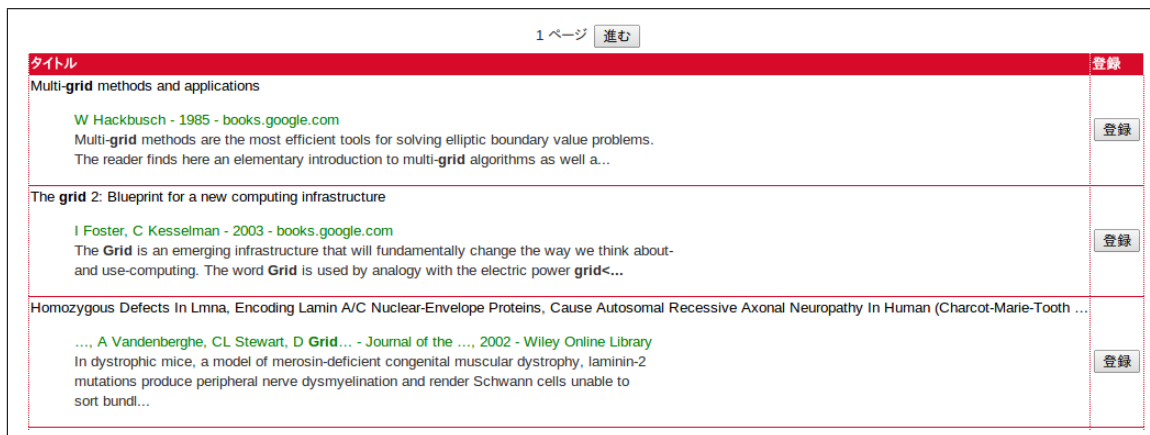 1 ページ 進む
タイトル 登録
Multi-grid methods and applications
W Hackbusch - 1985 - books.google.com
Multi-grid methods are the most efficient tools for solving elliptic boundary value problems.
登録
The reader finds here an elementary introduction to multi-grid algorithms as well a...
The grid 2: Blueprint for a new computing infrastructure
I Foster, C Kesselman - 2003 - books.google.com
The Grid is an emerging infrastructure that will fundamentally change the way we think about-
登録
and use-computing. The word Grid is used by analogy with the electric power grid<...
Homozygous Defects In Lmna, Encoding Lamin A/C Nuclear-Envelope Proteins, Cause Autosomal Recessive Axonal Neuropathy In Human (Charcot-Marie-Tooth ...
..., A Vandenberghe, CL Stewart, D Grid... - Journal of the ..., 2002 - Wiley Online Library
In dystrophic mice, a model of merosin-deficient congenital muscular dystrophy, laminin-2
登録
mutations produce peripheral nerve dysmyelination and render Schwann cells unable to
sort bundl...